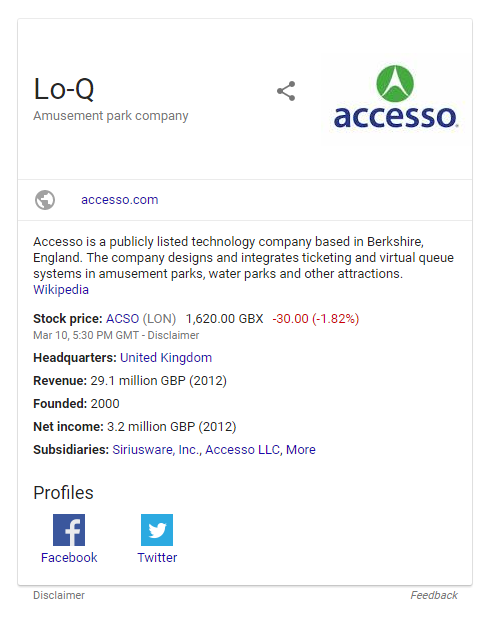 Lo-Q
Amusement park company
accesso.
accesso.com
Accesso is a publicly listed technology company based in Berkshire,
England. The company designs and integrates ticketing and virtual queue
systems in amusement parks, water parks and other attractions.
Wikipedia
Stock price: ACSO (LON) 1,620.00 GBX -30.00 (-1.82%)
Mar 10, 5:30 PM GMT - Disclaimer
Headquarters: United Kingdom
Revenue: 29.1 million GBP (2012)
Founded: 2000
Net income: 3.2 million GBP (2012)
Subsidiaries: Siriusware, Inc., Accesso LLC, More
Profiles
Facebook
Twitter
Disclaimer
Feedback